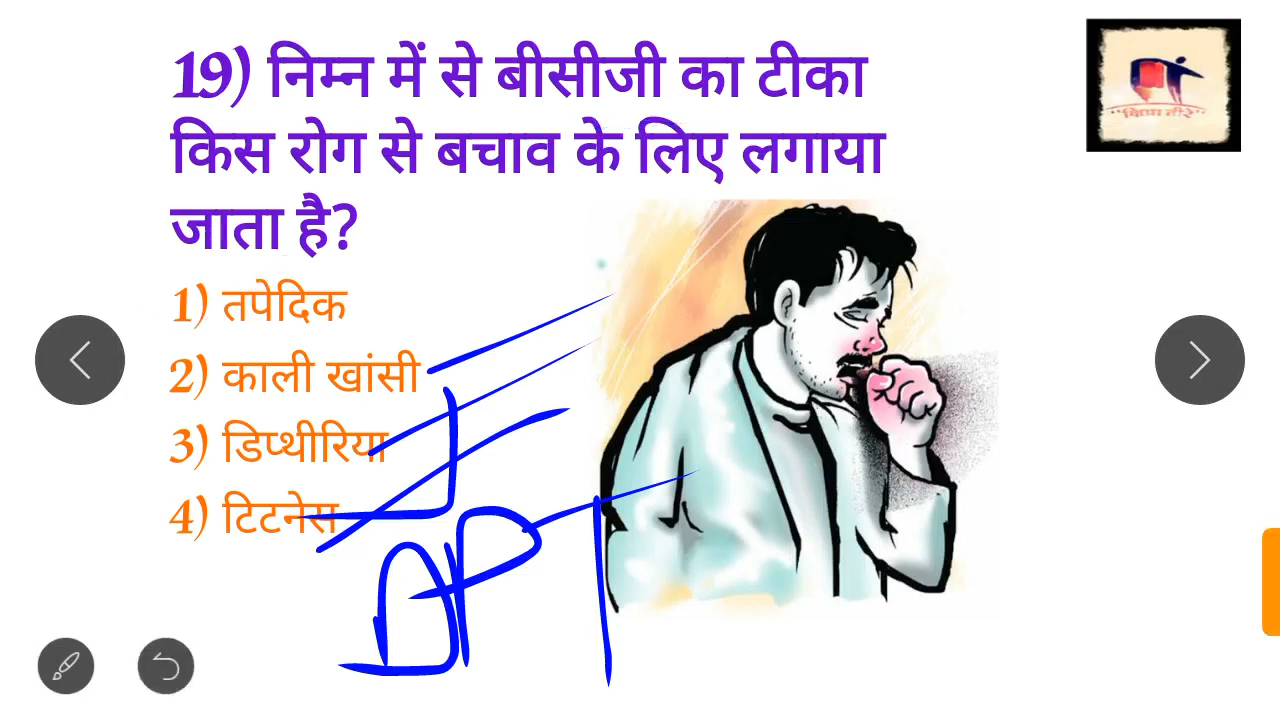 19) निम्न में से बीसीजी का टीका
किस रोग से बचाव के लिए लगाया
जाता है?
1) तपेदिक
2) काली खांसी
3) डिप्थीरिया
4) टिटनेस
DPT